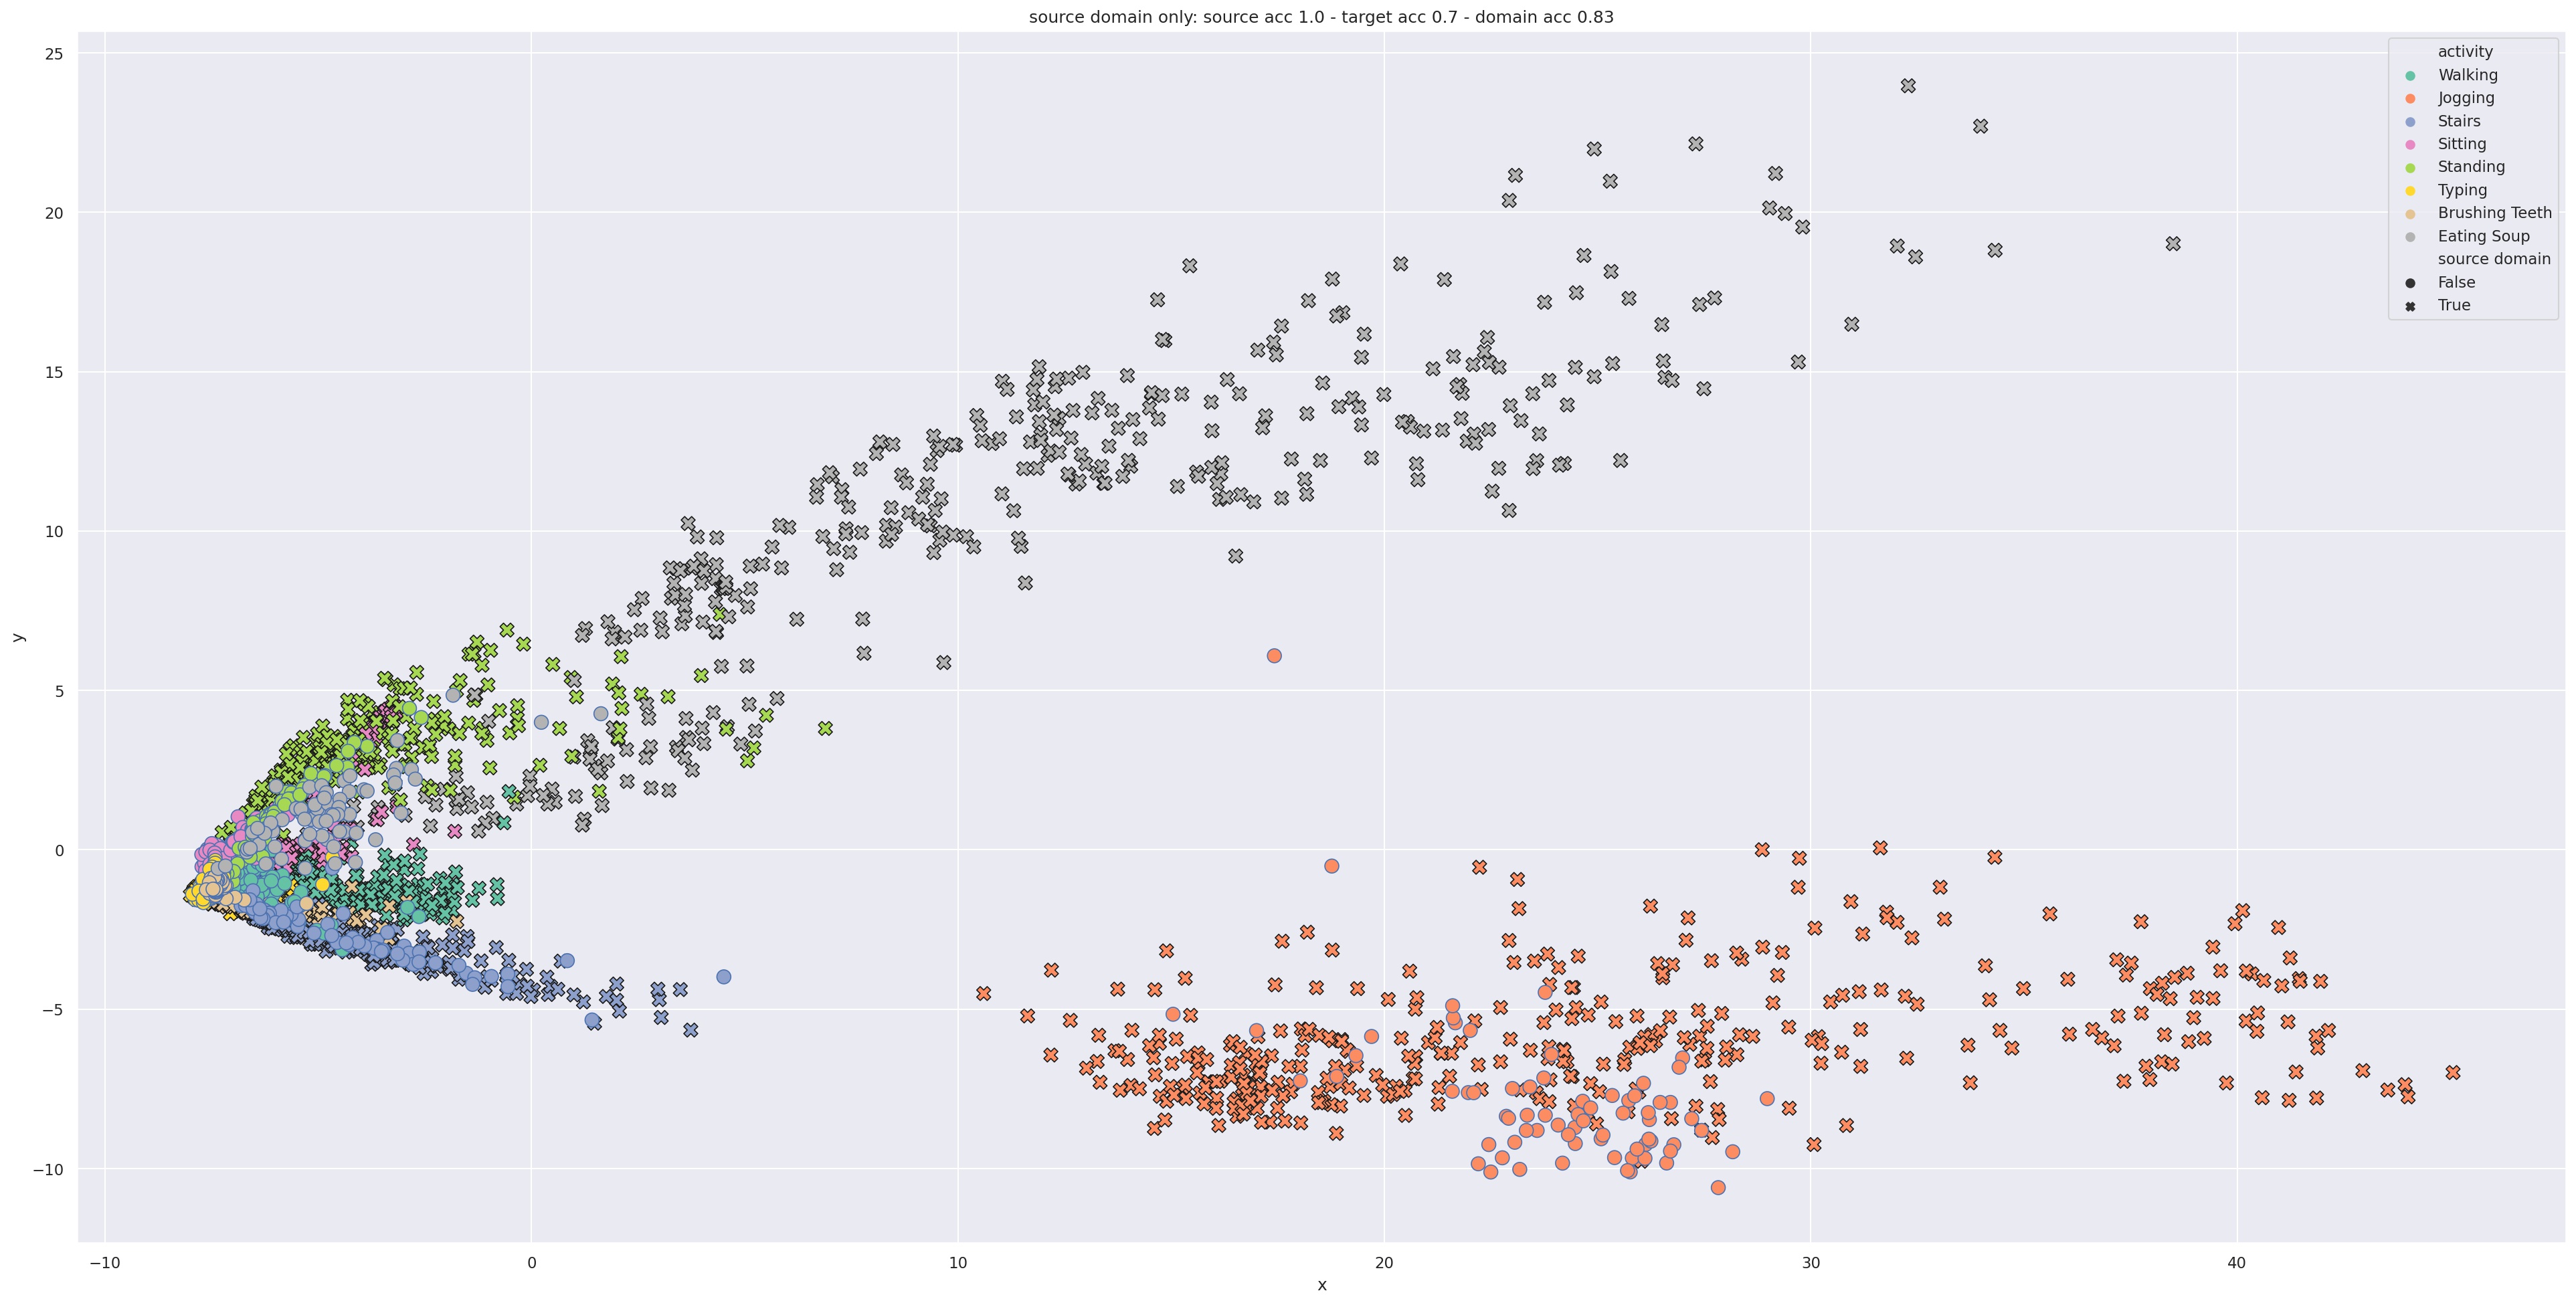 source domain only: source acc 1.0 - target acc 0.7 - domain acc 0.83
25
20
15
10
5
0
−5
−10
y
−10
0
10
20
30
40
x
activity
Walking
Jogging
Stairs
Sitting
Standing
Typing
Brushing Teeth
Eating Soup
source domain
False
True